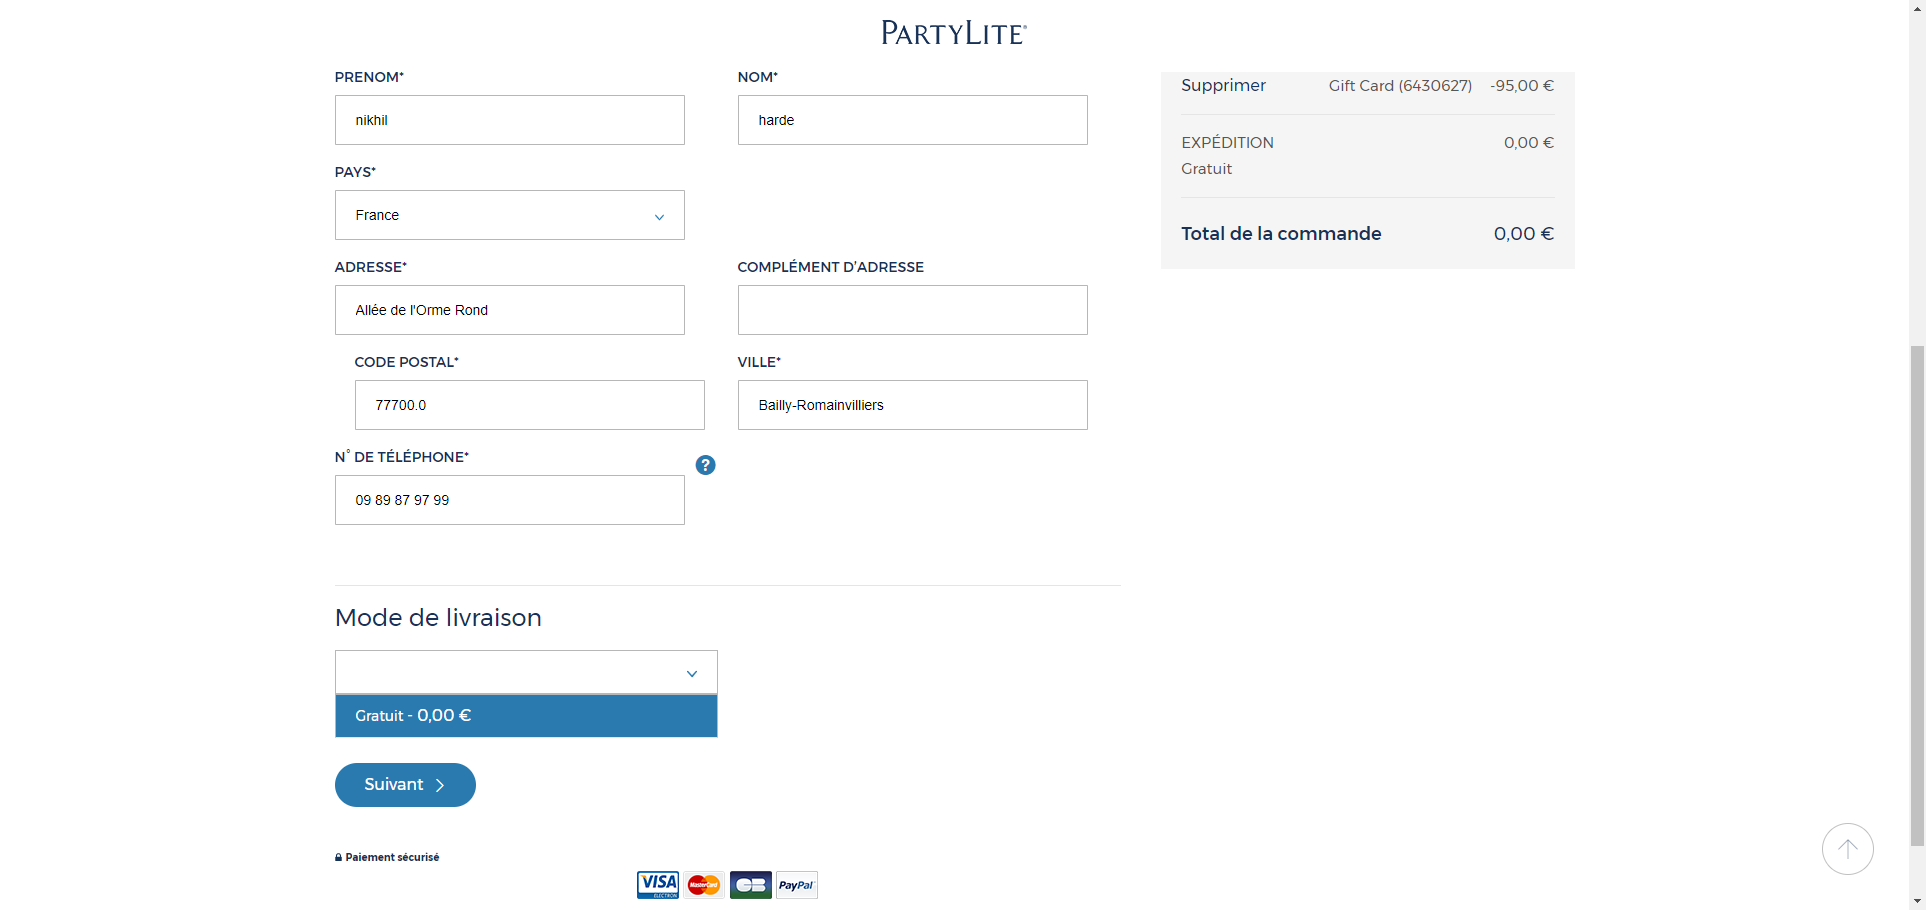 PARTYLITE®
PRENOM*
NOM*
nikhil
harde
PAYS*
France
ADRESSE*
COMPLÉMENT D'ADRESSE
Allée de l'Orme Rond
CODE POSTAL*
VILLE*
77700.0
Bailly-Romainvilliers
N° DE TÉLÉPHONE*
?
09 89 87 97 99
Supprimer Gift Card (6430627) -95,00 €
EXPÉDITION 0,00 €
Gratuit
Total de la commande 0,00 €
Mode de livraison
Gratuit - 0,00 €
Suivant
Paiement sécurisé
VISA
ELECTRON
MasterCard
CB
PayPal